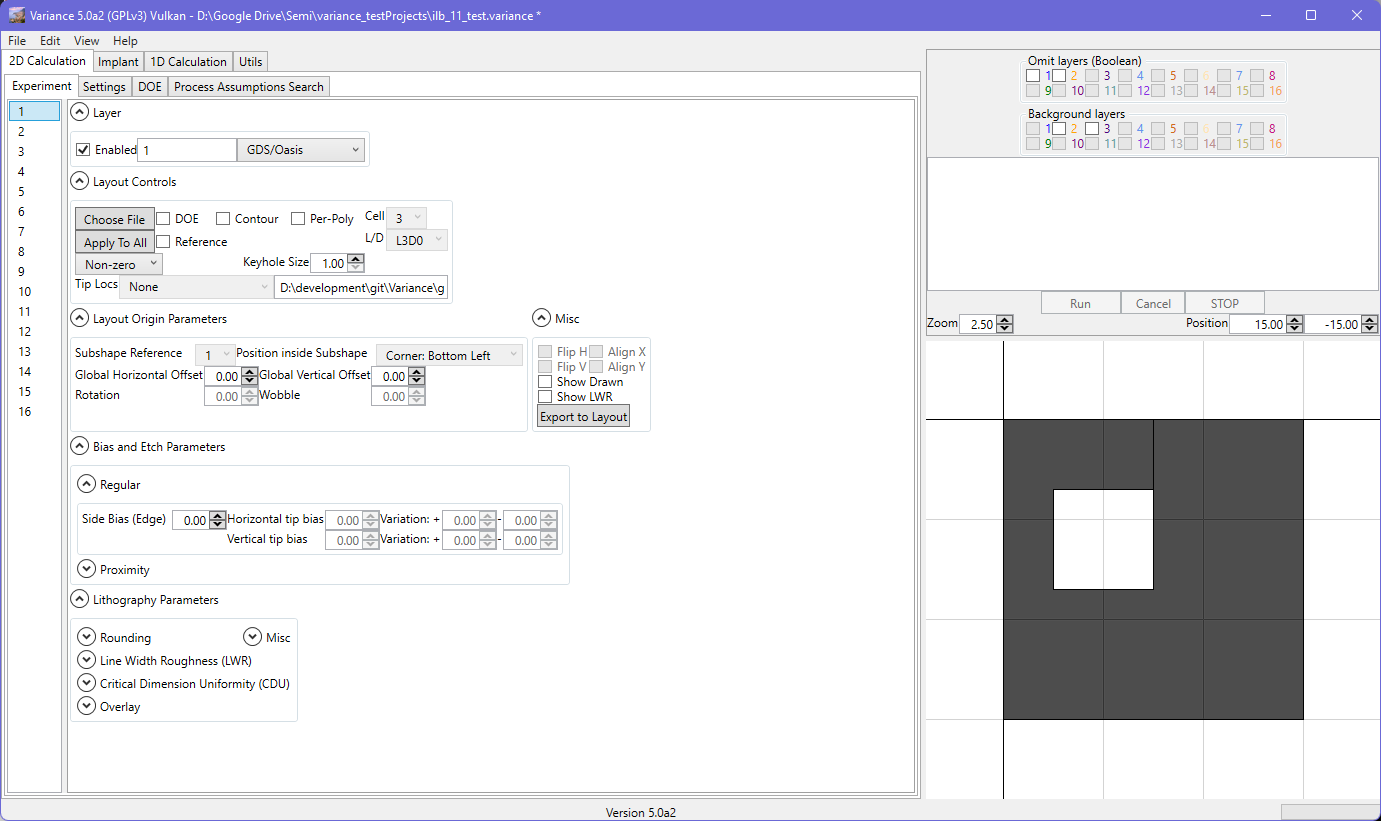 Variance 5.0a2 (GPLv3) Vulkan - D:\Google Drive\Semi\variance_testProjects\ilb_11_test.variance *
File Edit View Help
2D Calculation Implant 1D Calculation Utils
Experiment Settings DOE Process Assumptions Search
1
2
3
4
5
6
7
8
9
10
11
12
13
14
15
16
Layer
Enabled 1 GDS/Oasis
Layout Controls
Choose File DOE Contour Per-Poly Cell 3
Apply To All Reference L/D L3D0
Non-zero Keyhole Size 1.00
Tip Locs None D:\development\git\Variance\g
Layout Origin Parameters
Subshape Reference 1 Position inside Subshape Corner: Bottom Left
Global Horizontal Offset 0.00 Global Vertical Offset 0.00
Rotation 0.00 Wobble 0.00
Misc
Flip H Align X
Flip V Align Y
Show Drawn
Show LWR
Export to Layout
Bias and Etch Parameters
Regular
Side Bias (Edge) 0.00 Horizontal tip bias 0.00 Variation: + 0.00 - 0.00
Vertical tip bias 0.00 Variation: + 0.00 - 0.00
Proximity
Lithography Parameters
Rounding Misc
Line Width Roughness (LWR)
Critical Dimension Uniformity (CDU)
Overlay
Omit layers (Boolean)
1 2 3 4 5 6 7 8
9 10 11 12 13 14 15 16
Background layers
1 2 3 4 5 6 7 8
9 10 11 12 13 14 15 16
Run Cancel STOP
Zoom 2.50 Position 15.00 -15.00
Version 5.0a2